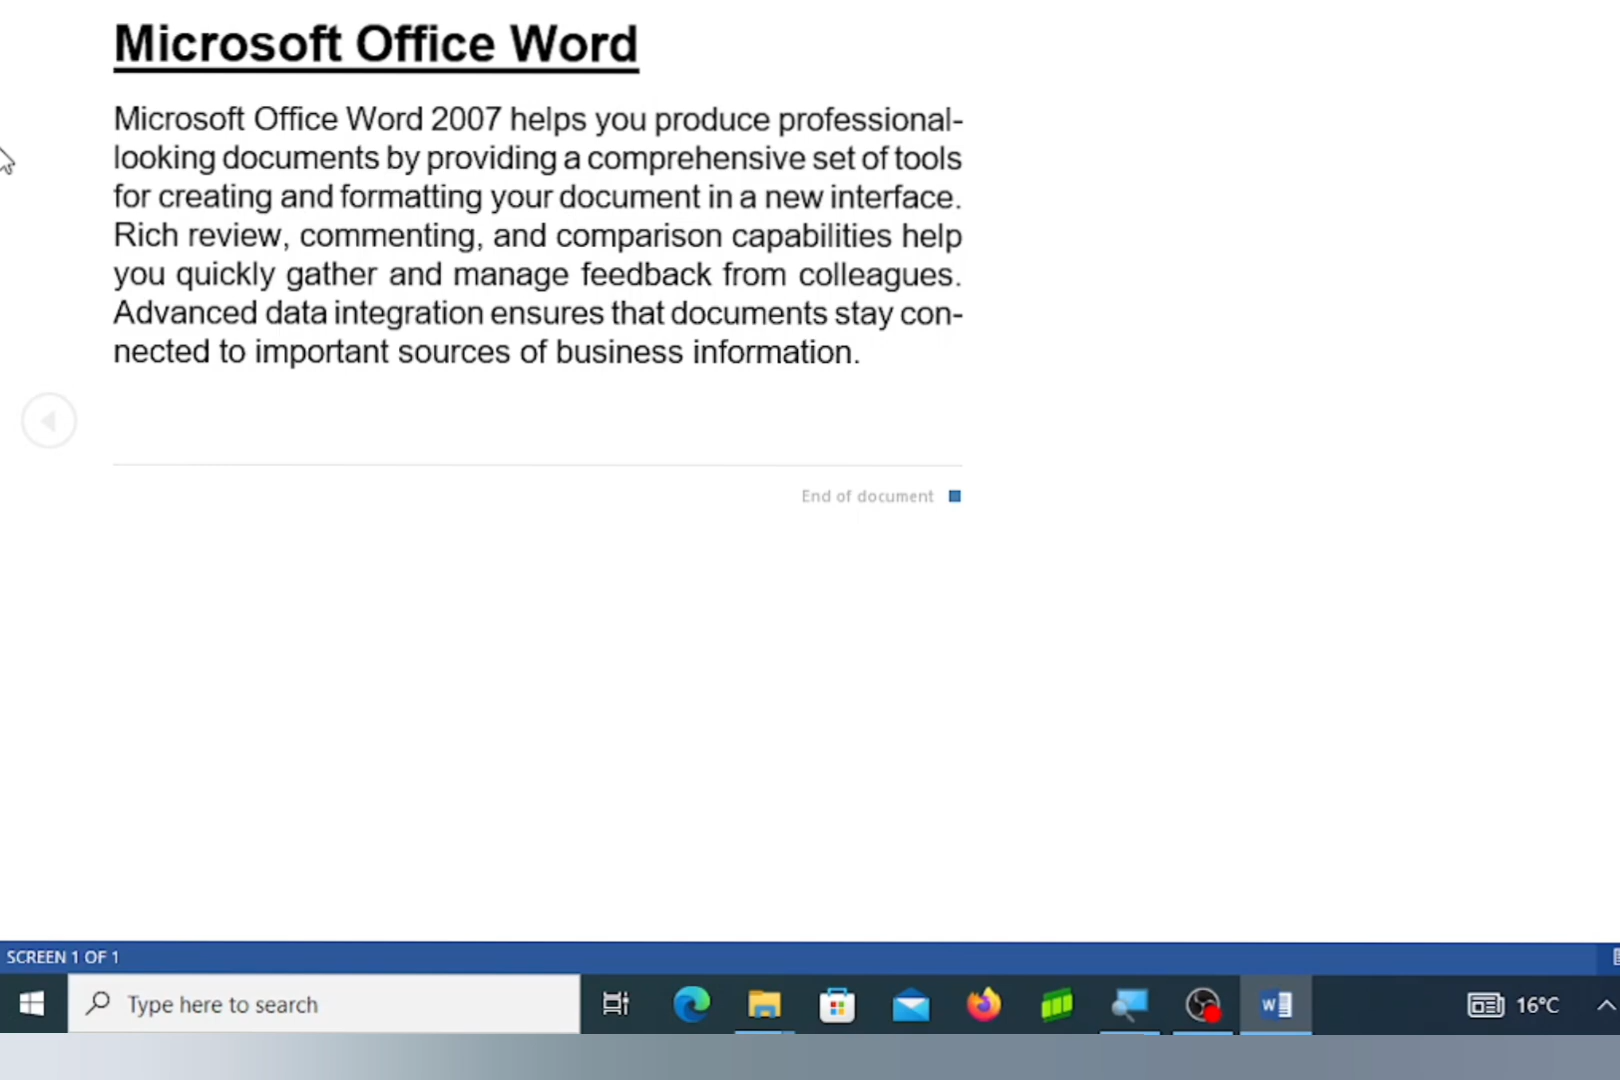 Microsoft Office Word
Microsoft Office Word 2007 helps you produce professional-
looking documents by providing a comprehensive set of tools
for creating and formatting your document in a new interface.
Rich review, commenting, and comparison capabilities help
you quickly gather and manage feedback from colleagues.
Advanced data integration ensures that documents stay con-
nected to important sources of business information.
End of document
SCREEN 1 OF 1
Type here to search
W
16°C